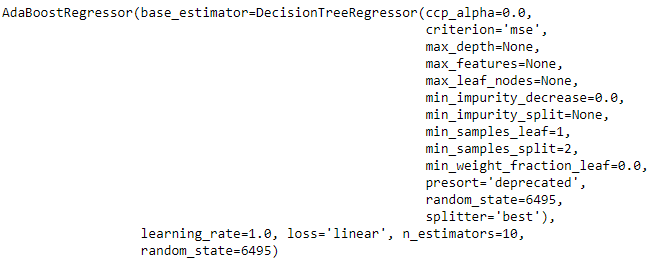 AdaBoostRegressor(base_estimator=DecisionTreeRegressor(ccp_alpha=0.0,
criterion='mse',
max_depth=None,
max_features=None,
max_leaf_nodes=None,
min_impurity_decrease=0.0,
min_impurity_split=None,
min_samples_leaf=1,
min_samples_split=2,
min_weight_fraction_leaf=0.0,
presort='deprecated',
random_state=6495,
splitter='best'),
learning_rate=1.0, loss='linear', n_estimators=10,
random_state=6495)